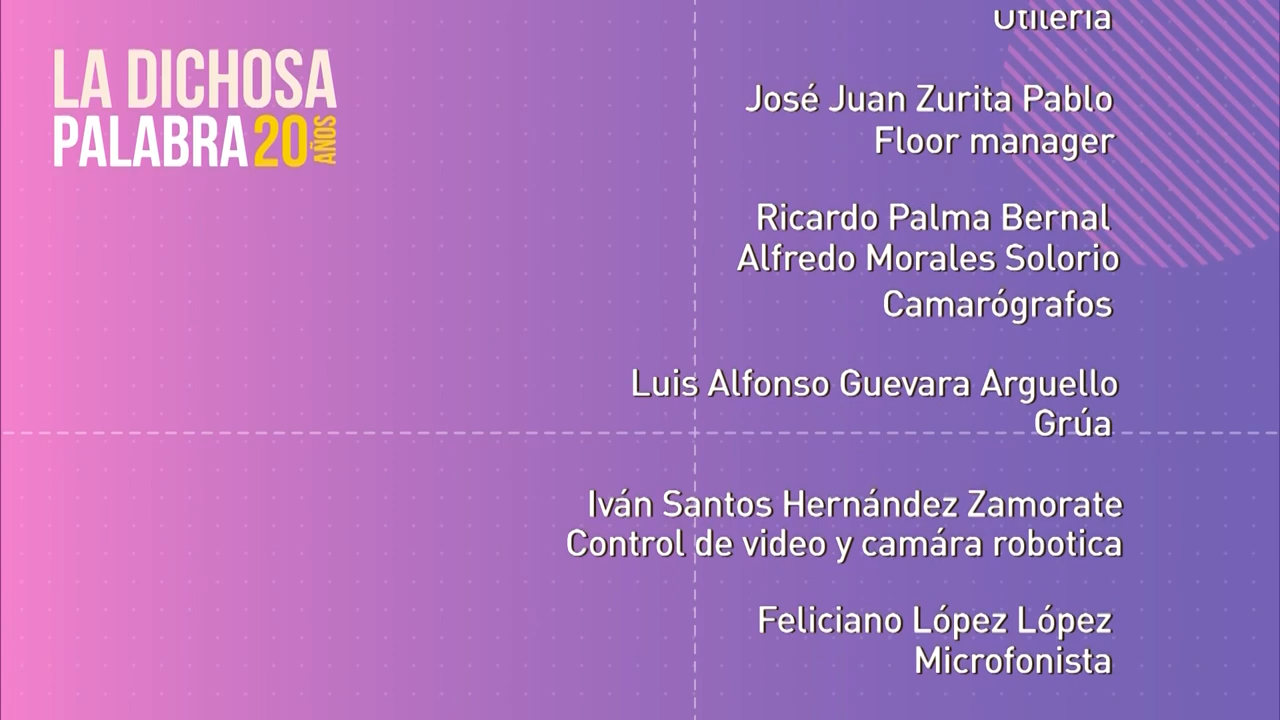 LA DICHOSA
PALABRA 20 AÑOS
Utilería
José Juan Zurita Pablo
Floor manager
Ricardo Palma Bernal
Alfredo Morales Solorio
Camarógrafos
Luis Alfonso Guevara Arguello
Grúa
Iván Santos Hernández Zamorate
Control de video y camára robotica
Feliciano López López
Microfonista